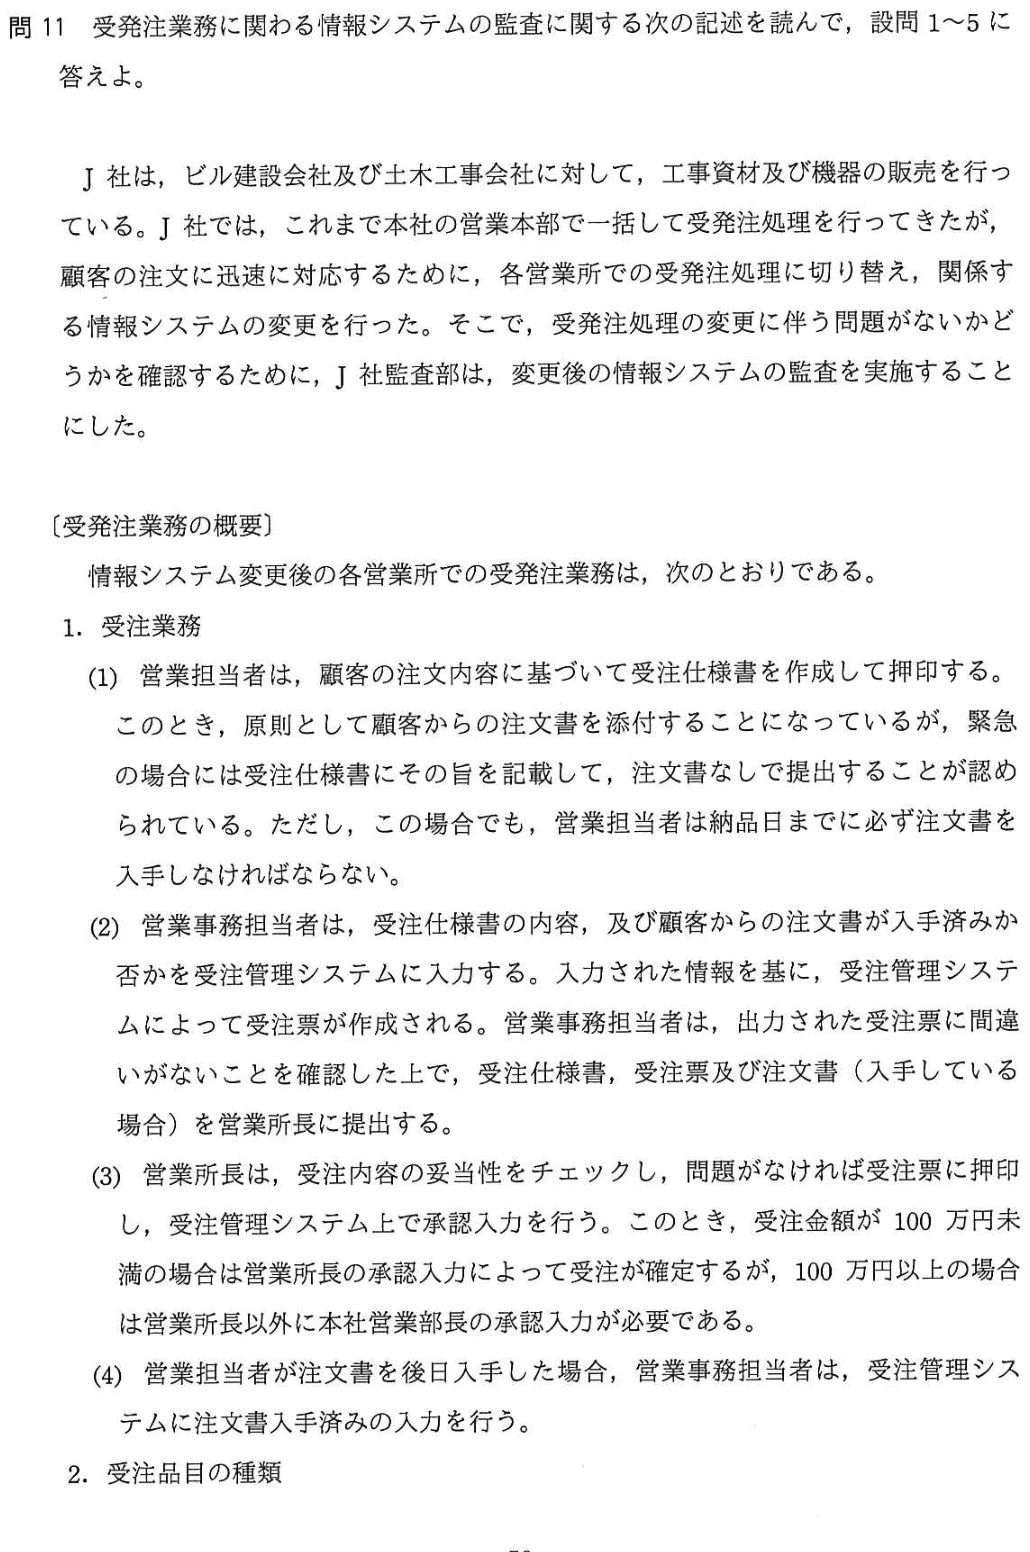 問11 受発注業務に関わる情報システムの監査に関する次の記述を読んで，設問 1～5 に
答えよ。
J 社は，ビル建設会社及び土木工事会社に対して，工事資材及び機器の販売を行っ
ている。J 社では，これまで本社の営業本部で一括して受発注処理を行ってきたが，
顧客の注文に迅速に対応するために，各営業所での受発注処理に切り替え，関係す
る情報システムの変更を行った。そこで，受発注処理の変更に伴う問題がないかど
うかを確認するために，J 社監査部は，変更後の情報システムの監査を実施すること
にした。
〔受発注業務の概要〕
情報システム変更後の各営業所での受発注業務は，次のとおりである。
1．受注業務
(1) 営業担当者は，顧客の注文内容に基づいて受注仕様書を作成して押印する。
このとき，原則として顧客からの注文書を添付することになっているが，緊急
の場合には受注仕様書にその旨を記載して，注文書なしで提出することが認め
られている。ただし，この場合でも，営業担当者は納品日までに必ず注文書を
入手しなければならない。
(2) 営業事務担当者は，受注仕様書の内容，及び顧客からの注文書が入手済みか
否かを受注管理システムに入力する。入力された情報を基に，受注管理システ
ムによって受注票が作成される。営業事務担当者は，出力された受注票に間違
いがないことを確認した上で，受注仕様書，受注票及び注文書（入手している
場合）を営業所長に提出する。
(3) 営業所長は，受注内容の妥当性をチェックし，問題がなければ受注票に押印
し，受注管理システム上で承認入力を行う。このとき，受注金額が 100 万円未
満の場合は営業所長の承認入力によって受注が確定するが，100 万円以上の場合
は営業所長以外に本社営業部長の承認入力が必要である。
(4) 営業担当者が注文書を後日入手した場合，営業事務担当者は，受注管理シス
テムに注文書入手済みの入力を行う。
2．受注品目の種類